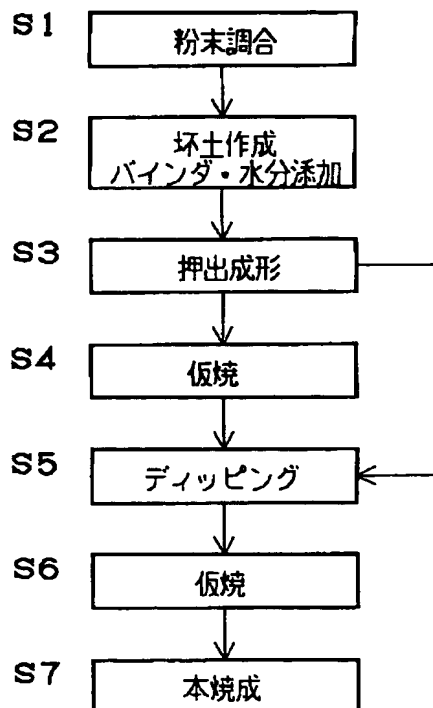 S1
粉末調合
S2
坏土作成
バインダ・水分添加
S3
押出成形
S4
仮焼
S5
ディッピング
S6
仮焼
S7
本焼成